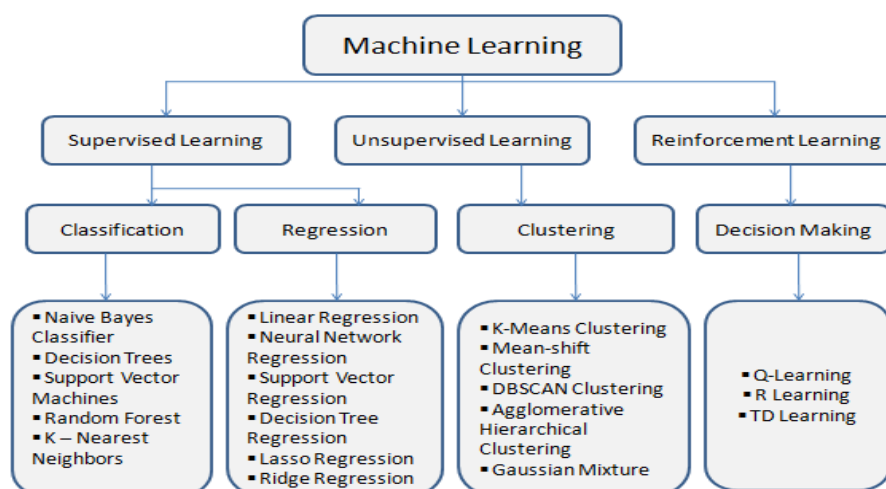 Machine Learning
Supervised Learning
Unsupervised Learning
Reinforcement Learning
Classification
Regression
Clustering
Decision Making
▪ Naive Bayes
Classifier
▪ Decision Trees
▪ Support Vector
Machines
▪ Random Forest
▪ K – Nearest
Neighbors
▪ Linear Regression
▪ Neural Network
Regression
▪ Support Vector
Regression
▪ Decision Tree
Regression
▪ Lasso Regression
▪ Ridge Regression
▪ K-Means Clustering
▪ Mean-shift
Clustering
▪ DBSCAN Clustering
▪ Agglomerative
Hierarchical
Clustering
▪ Gaussian Mixture
▪ Q-Learning
▪ R Learning
▪ TD Learning